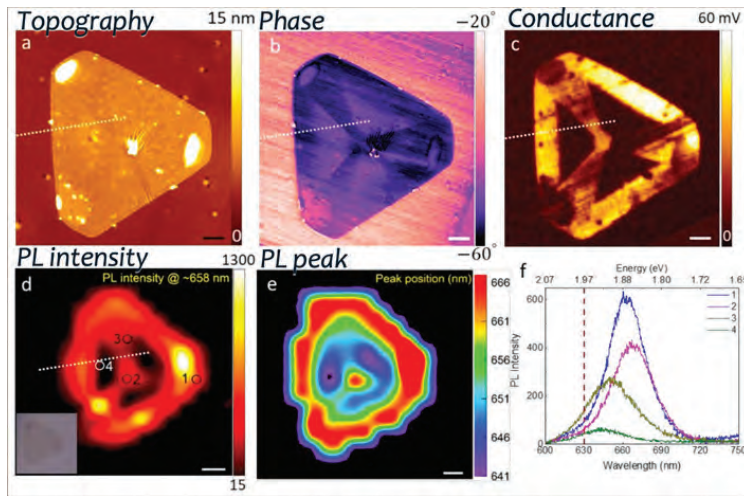 Topography
15 nm
a
0
Phase
−20°
b
−60°
Conductance
60 mV
c
0
PL intensity
1300
d
PL intensity @ ~658 nm
3
4
2
1
15
PL peak
e
Peak position (nm)
666
661
656
651
646
641
f
Energy (eV)
2.07 1.97 1.88 1.80 1.72 1.65
1
2
3
4
PL intensity
600
400
200
0
600 630 660 690 720 750
Wavelength (nm)